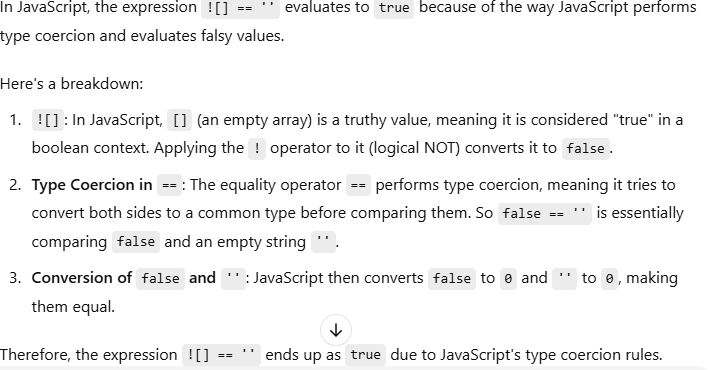 In JavaScript, the expression ![] == '' evaluates to true because of the way JavaScript performs
type coercion and evaluates falsy values.
Here's a breakdown:
1. ![]: In JavaScript, [] (an empty array) is a truthy value, meaning it is considered "true" in a
boolean context. Applying the ! operator to it (logical NOT) converts it to false.
2. Type Coercion in ==: The equality operator == performs type coercion, meaning it tries to
convert both sides to a common type before comparing them. So false == '' is essentially
comparing false and an empty string ''.
3. Conversion of false and '': JavaScript then converts false to 0 and '' to 0, making
them equal.
Therefore, the expression ![] == '' ends up as true due to JavaScript's type coercion rules.